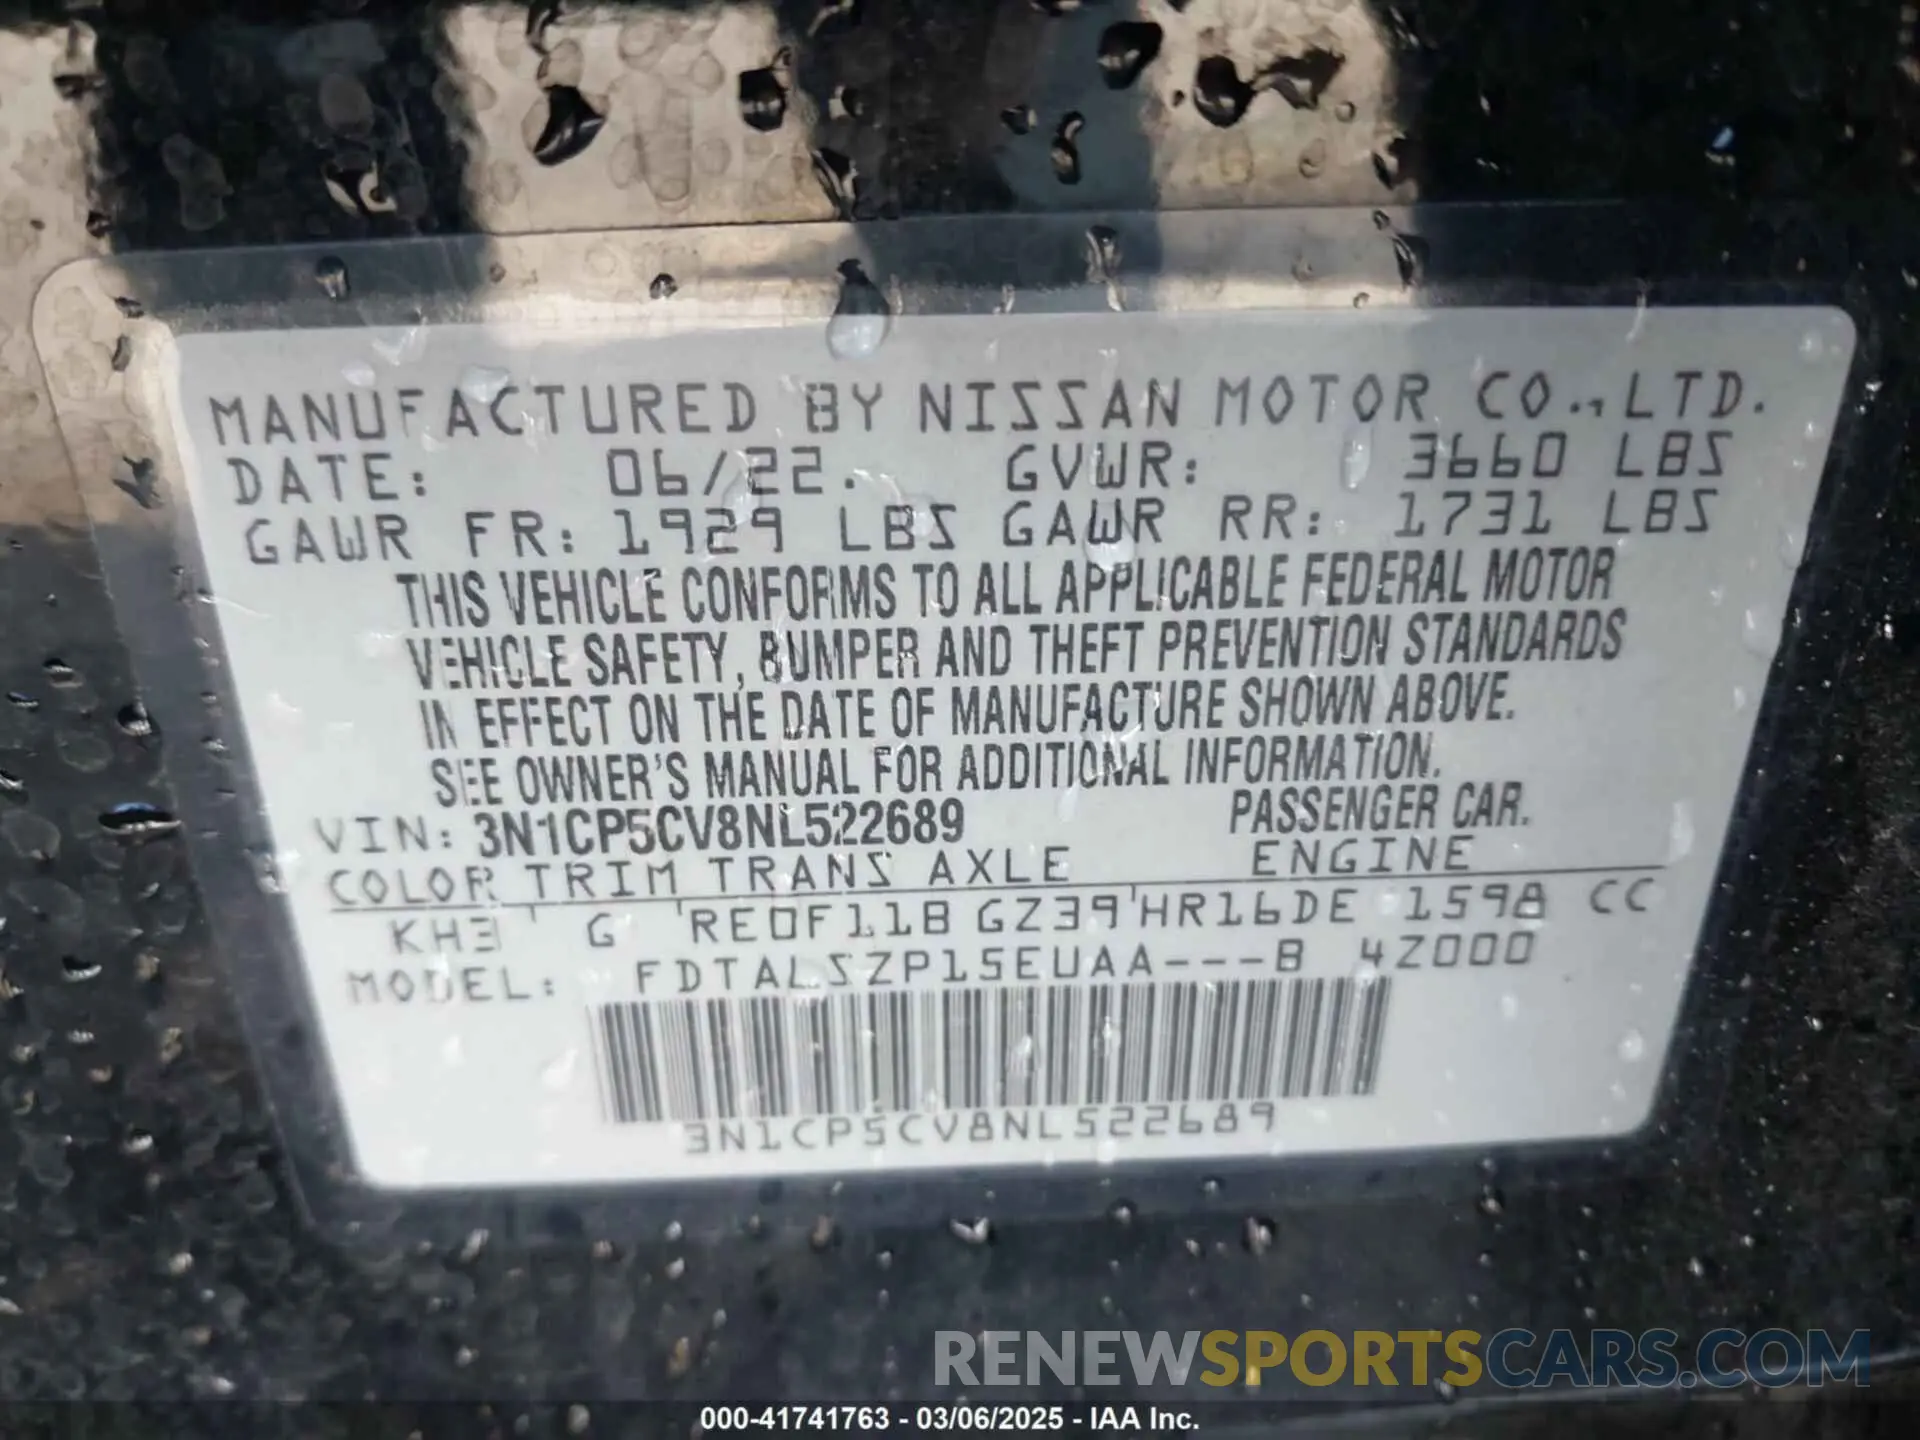 MANUFACTURED BY NISSAN MOTOR CO., LTD.
DATE: 06/22. GVWR: 3660 LBS
GAWR FR: 1929 LBS GAWR RR: 1731 LBS
THIS VEHICLE CONFORMS TO ALL APPLICABLE FEDERAL MOTOR
VEHICLE SAFETY, BUMPER AND THEFT PREVENTION STANDARDS
IN EFFECT ON THE DATE OF MANUFACTURE SHOWN ABOVE.
SEE OWNER'S MANUAL FOR ADDITIONAL INFORMATION.
VIN: 3N1CP5CV8NL522689 PASSENGER CAR.
COLOR TRIM TRANS AXLE ENGINE
KH3 G RE0F11B GZ39 HR16DE 1598 CC
MODEL: FDTALSZP15EUAA---B 4Z000
3N1CP5CV8NL522689
RENEWSPORTSCARS.COM
000-41741763 - 03/06/2025 - IAA Inc.